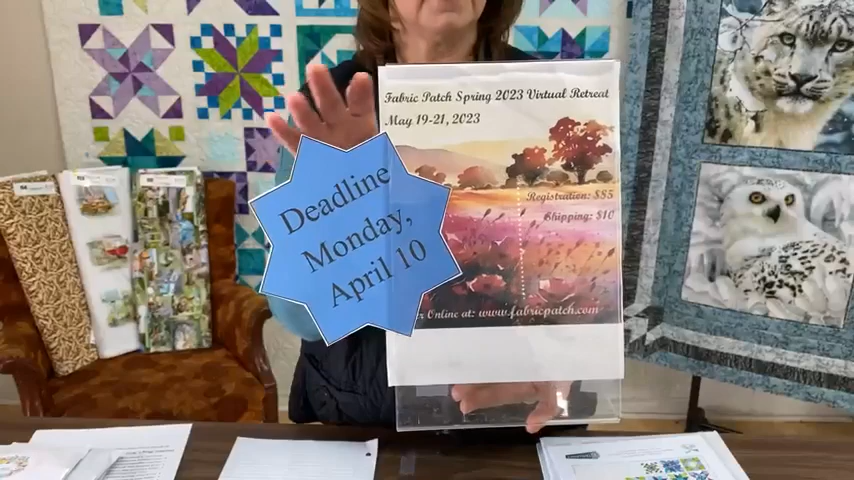 Fabric Patch Spring 2023 Virtual Retreat
May 19-21, 2023
Deadline
Monday,
April 10
Registration: $85
Shipping: $10
Online at: www.fabricpatch.com